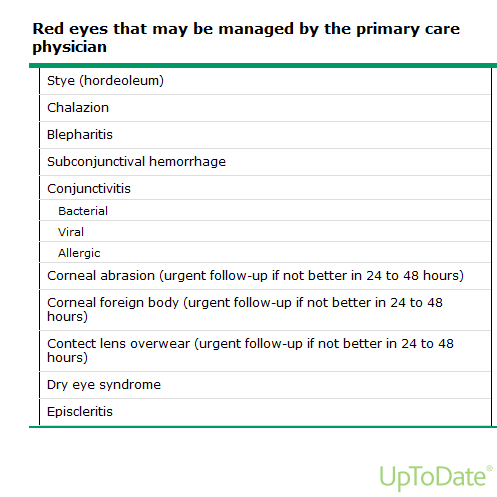 Red eyes that may be managed by the primary care
physician
Stye (hordeoleum)
Chalazion
Blepharitis
Subconjunctival hemorrhage
Conjunctivitis
Bacterial
Viral
Allergic
Corneal abrasion (urgent follow-up if not better in 24 to 48 hours)
Corneal foreign body (urgent follow-up if not better in 24 to 48
hours)
Contect lens overwear (urgent follow-up if not better in 24 to 48
hours)
Dry eye syndrome
Episcleritis
UpToDate®